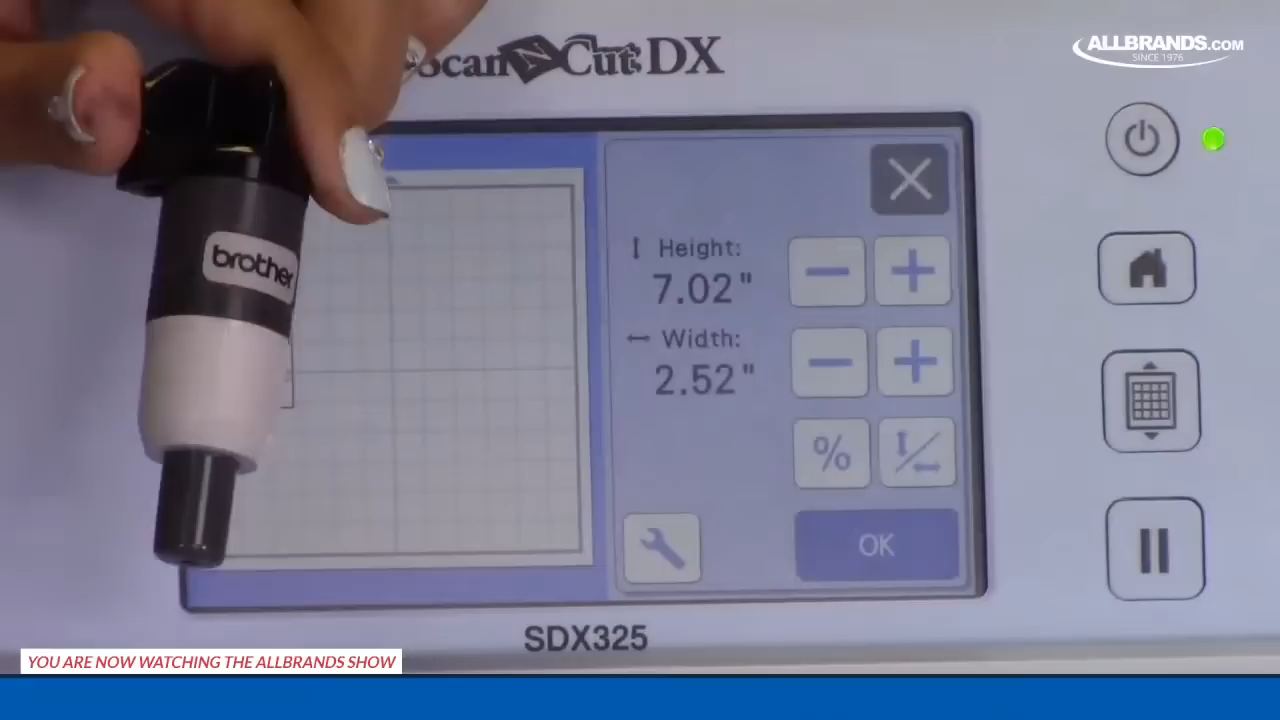 ScanNCut DX
ALLBRANDS.COM
SINCE 1976
brother
Height:
7.02"
Width:
2.52"
%
OK
SDX325
YOU ARE NOW WATCHING THE ALLBRANDS SHOW